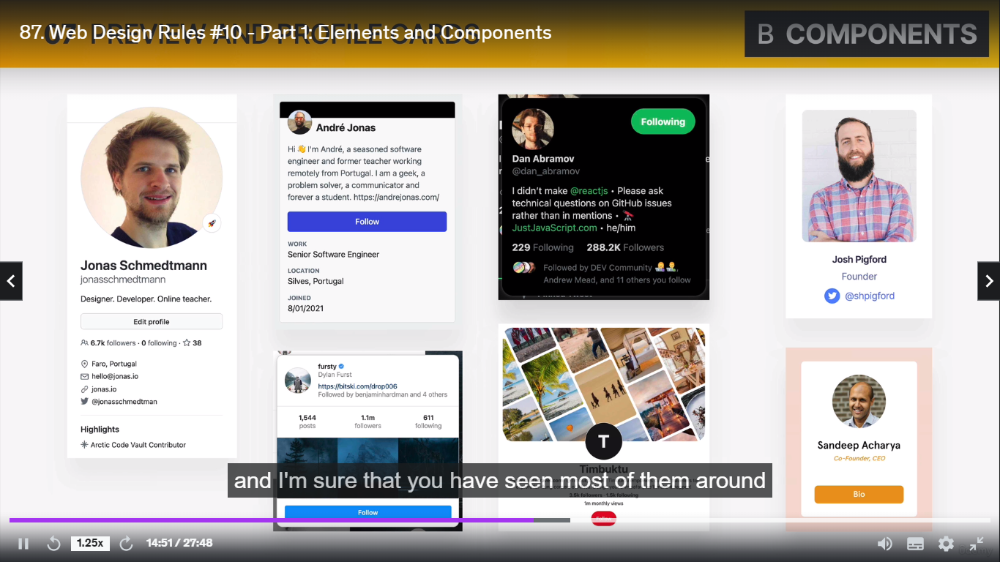 87. Web Design Rules #10 - Part 1: Elements and Components
07 PREVIEW AND PROFILE CARDS
B COMPONENTS
Jonas Schmedtmann
jonasschmedtmann
Designer. Developer. Online teacher.
Edit profile
6.7k followers · 0 following · 38
Faro, Portugal
hello@jonas.io
jonas.io
@jonasschmedtman
Highlights
Arctic Code Vault Contributor
André Jonas
Hi 👋 I'm André, a seasoned software
engineer and former teacher working
remotely from Portugal. I am a geek, a
problem solver, a communicator and
forever a student. https://andrejonas.com/
Follow
WORK
Senior Software Engineer
LOCATION
Silves, Portugal
JOINED
8/01/2021
fursty
Dylan Furst
https://bitski.com/drop006
Followed by benjaminhardman and 4 others
1,544
posts
1.1m
followers
611
following
Follow
Following
Dan Abramov
@dan_abramov
I didn't make @reactjs • Please ask
technical questions on GitHub issues
rather than in mentions •
JustJavaScript.com • he/him
229 Following 288.2K Followers
Followed by DEV Community
Andrew Mead, and 11 others you follow
T
Timbuktu
3.5k followers · 1.5k following
1m monthly views
Follow
Josh Pigford
Founder
@shpigford
Sandeep Acharya
Co-Founder, CEO
Bio
and I'm sure that you have seen most of them around
1.25x
14:51 / 27:48